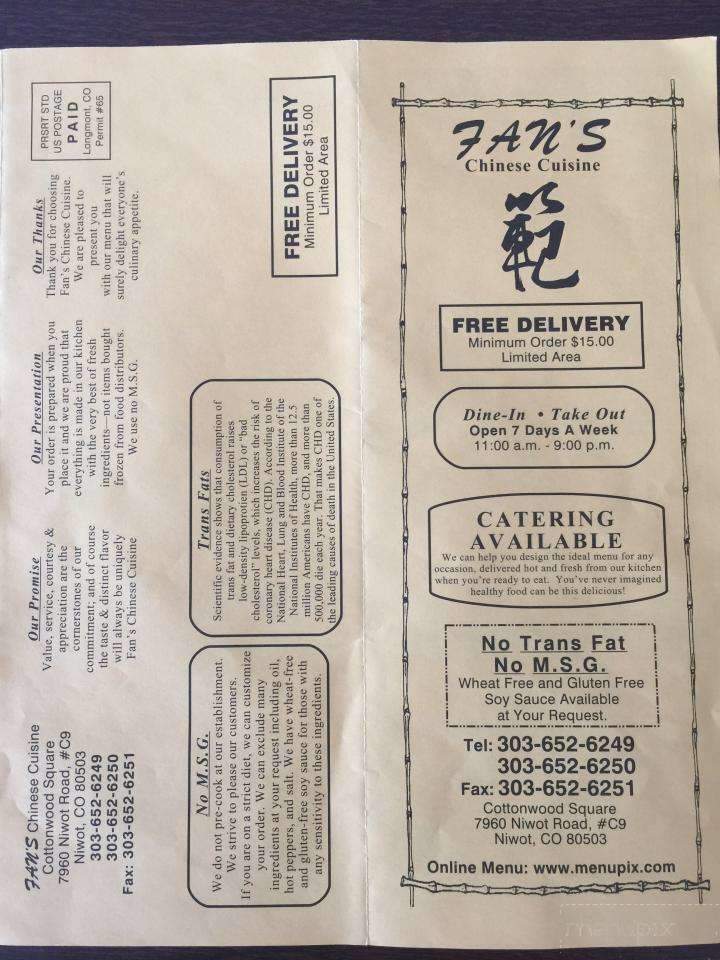 FAN'S
Chinese Cuisine
範
FREE DELIVERY
Minimum Order $15.00
Limited Area
Dine-In • Take Out
Open 7 Days A Week
11:00 a.m. - 9:00 p.m.
CATERING
AVAILABLE
We can help you design the ideal menu for any
occasion, delivered hot and fresh from our kitchen
when you're ready to eat. You've never imagined
healthy food can be this delicious!
No Trans Fat
No M.S.G.
Wheat Free and Gluten Free
Soy Sauce Available
at Your Request.
Tel: 303-652-6249
303-652-6250
Fax: 303-652-6251
Cottonwood Square
7960 Niwot Road, #C9
Niwot, CO 80503
Online Menu: www.menupix.com
FAN'S Chinese Cuisine
Cottonwood Square
7960 Niwot Road, #C9
Niwot, CO 80503
303-652-6249
303-652-6250
Fax: 303-652-6251
Our Promise
Value, service, courtesy &
appreciation are the
cornerstones of our
commitment; and of course
the taste & distinct flavor
will always be uniquely
Fan's Chinese Cuisine
Our Presentation
Your order is prepared when you
place it and we are proud that
everything is made in our kitchen
with the very best of fresh
ingredients—not items bought
frozen from food distributors.
We use no M.S.G.
Our Thanks
Thank you for choosing
Fan's Chinese Cuisine.
We are pleased to
present you
with our menu that will
surely delight everyone's
culinary appetite.
PRSRT STD
US POSTAGE
PAID
Longmont, CO
Permit #65
No M.S.G.
We do not pre-cook at our establishment.
We strive to please our customers.
If you are on a strict diet, we can customize
your order. We can exclude many
ingredients at your request including oil,
hot peppers, and salt. We have wheat-free
and gluten-free soy sauce for those with
any sensitivity to these ingredients.
Trans Fats
Scientific evidence shows that consumption of
trans fat and dietary cholesterol raises
low-density lipoprotien (LDL) or "bad
cholesterol" levels, which increases the risk of
coronary heart disease (CHD). According to the
National Heart, Lung and Blood Institute of the
National Institutes of Health, more than 12.5
million Americans have CHD, and more than
500,000 die each year. That makes CHD one of
the leading causes of death in the United States.
FREE DELIVERY
Minimum Order $15.00
Limited Area
menupix